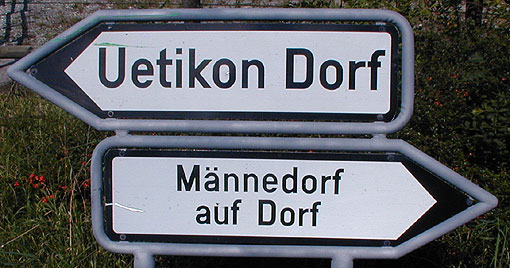 Uetikon Dorf
Männedorf
auf Dorf